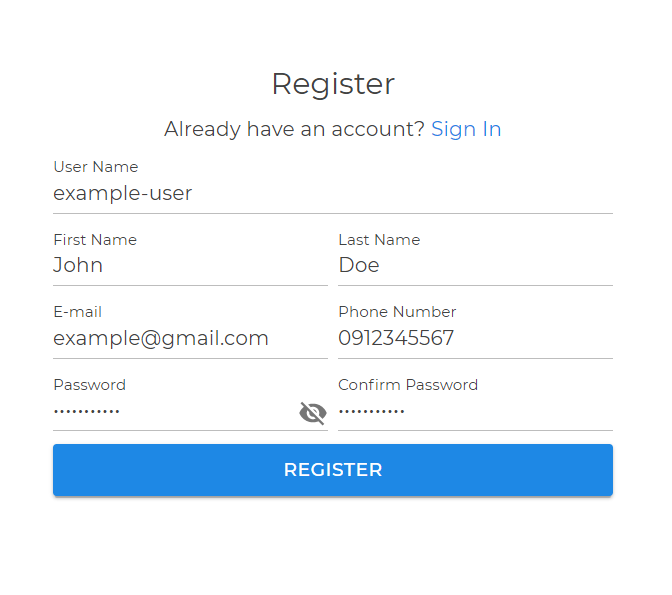 Register
Already have an account? Sign In
User Name
example-user
First Name Last Name
John Doe
E-mail Phone Number
example@gmail.com 0912345567
Password Confirm Password
••••••••••• •••••••••••
REGISTER